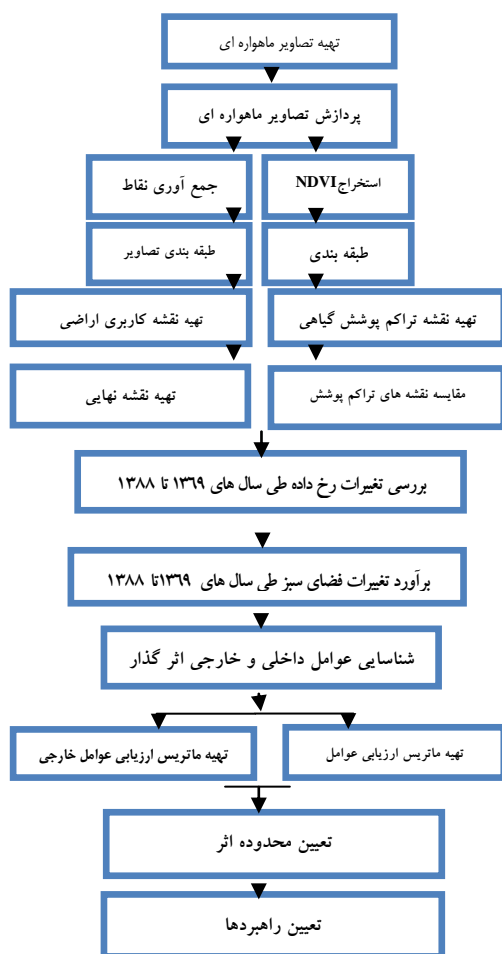 تهیه تصاویر ماهواره ای
پردازش تصاویر ماهواره ای
استخراج NDVI
جمع آوری نقاط
طبقه بندی
طبقه بندی تصاویر
تهیه نقشه تراکم پوشش گیاهی
تهیه نقشه کاربری اراضی
مقایسه نقشه های تراکم پوشش
تهیه نقشه نهایی
بررسی تغییرات رخ داده طی سال های ۱۳۶۹ تا ۱۳۸۸
برآورد تغییرات فضای سبز طی سال های ۱۳۶۹تا ۱۳۸۸
شناسایی عوامل داخلی و خارجی اثر گذار
تهیه ماتریس ارزیابی عوامل
تهیه ماتریس ارزیابی عوامل خارجی
تعیین محدوده اثر
تعیین راهبردها